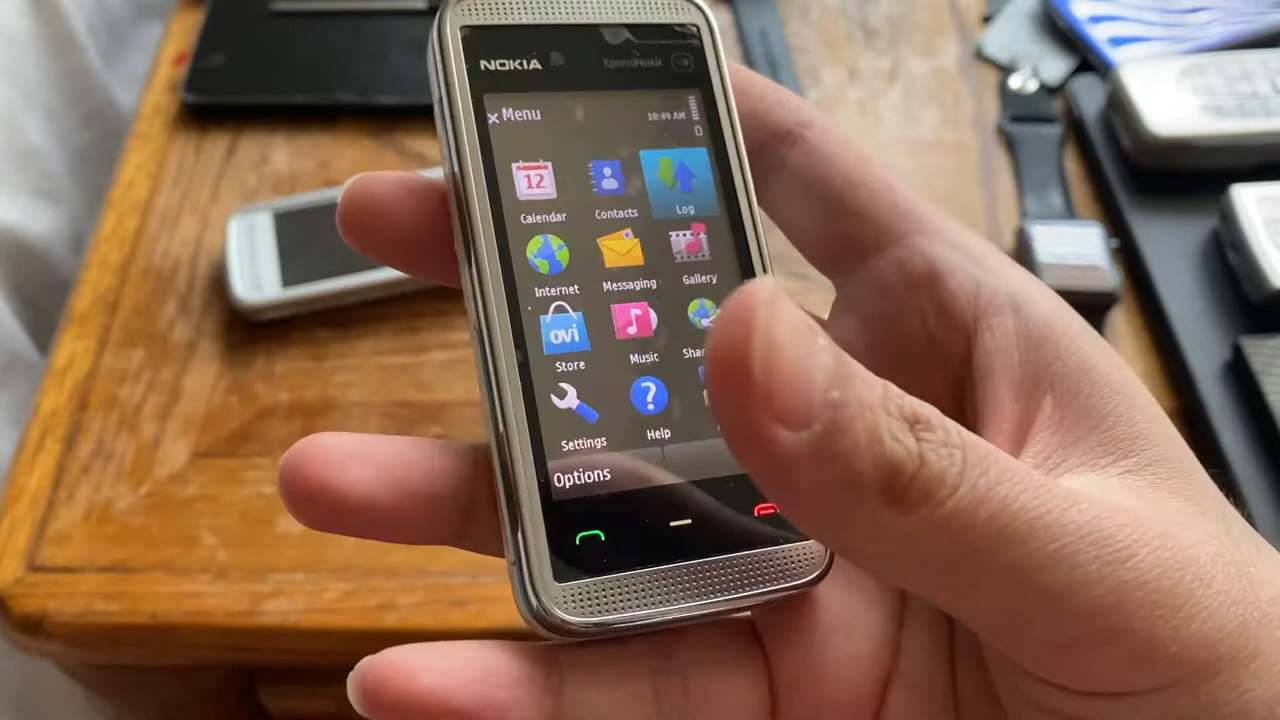 NOKIA XpressMusic
× Menu 10:49 AM
12
Calendar Contacts Log
Internet Messaging Gallery
ovi
Store Music
?
Settings Help
Options